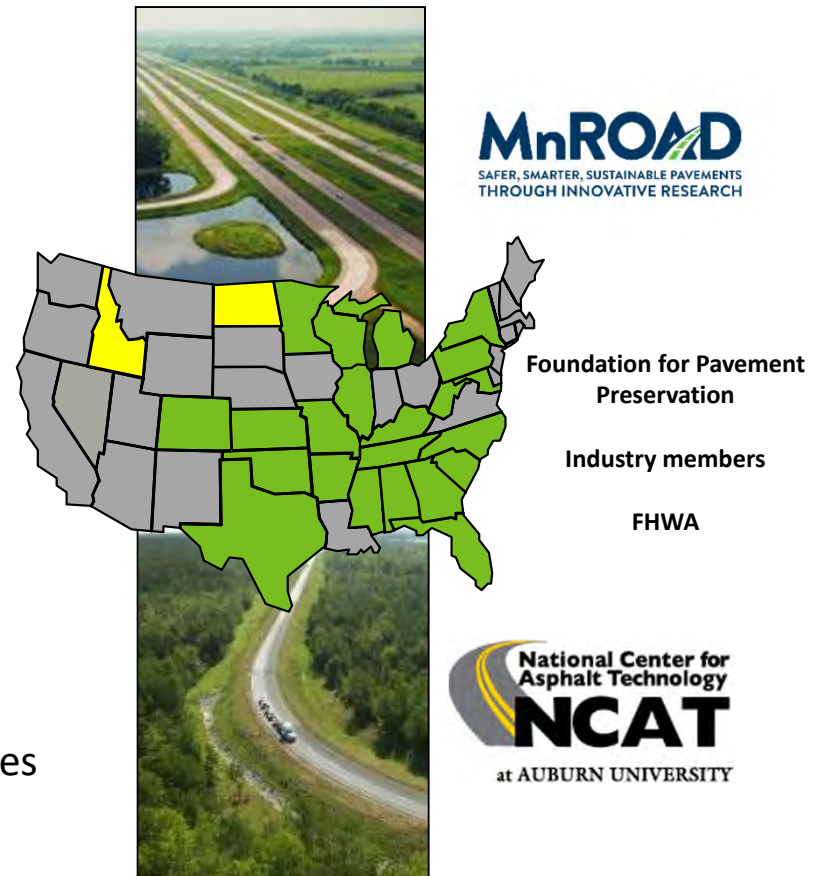 MnROAD
SAFER, SMARTER, SUSTAINABLE PAVEMENTS
THROUGH INNOVATIVE RESEARCH
Foundation for Pavement
Preservation
Industry members
FHWA
National Center for
Asphalt Technology
NCAT
at AUBURN UNIVERSITY
es